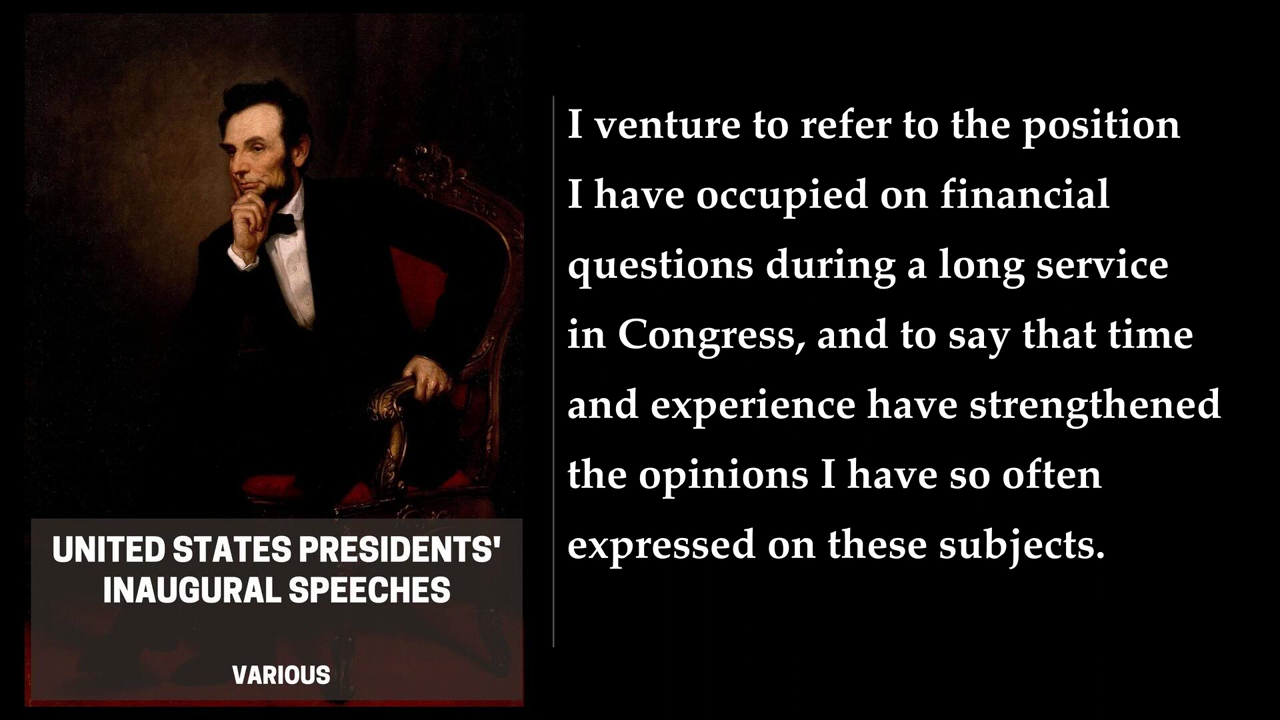 I venture to refer to the position
I have occupied on financial
questions during a long service
in Congress, and to say that time
and experience have strengthened
the opinions I have so often
expressed on these subjects.
UNITED STATES PRESIDENTS'
INAUGURAL SPEECHES
VARIOUS